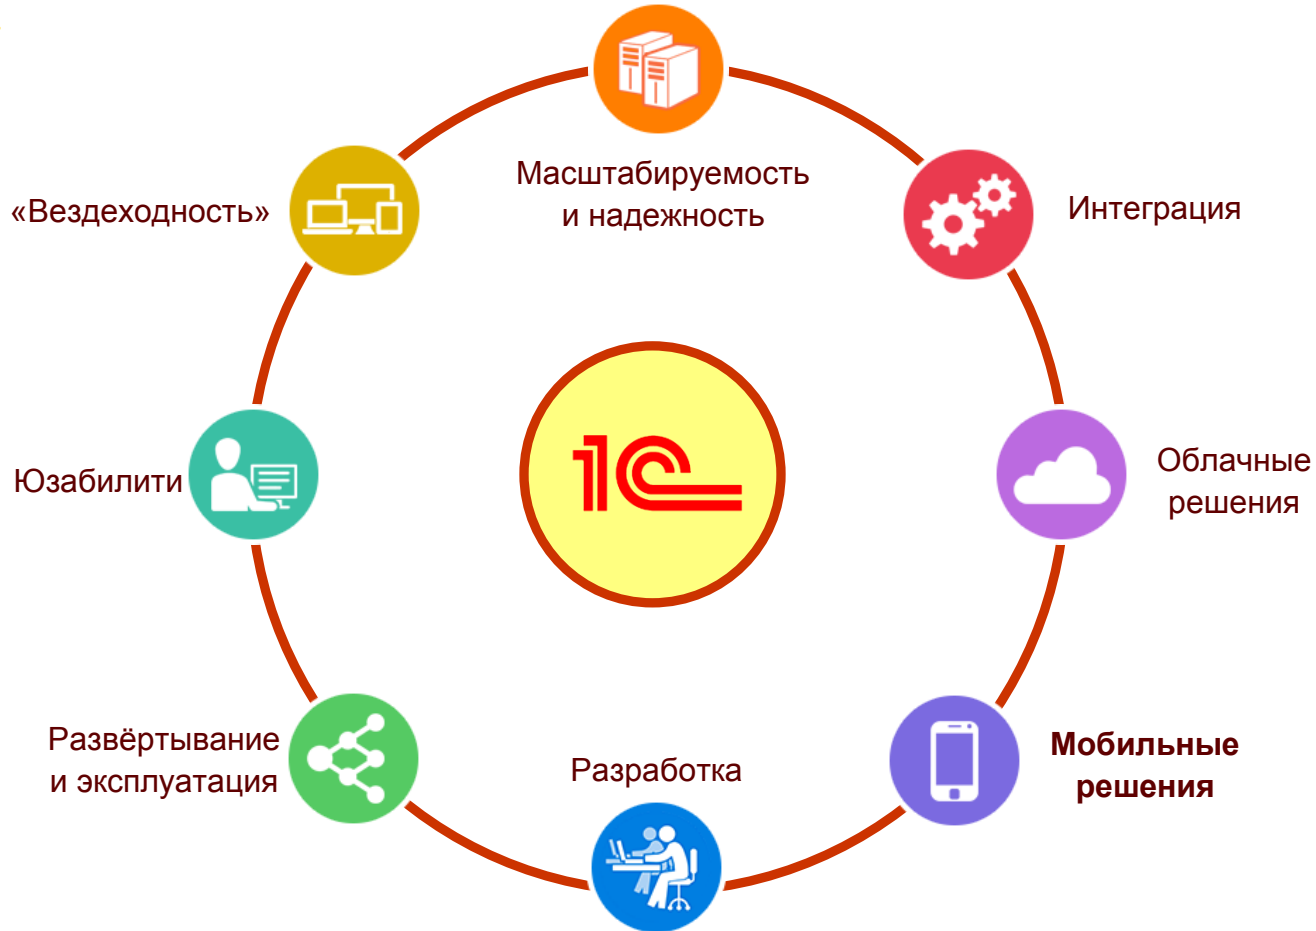 Масштабируемость
и надежность
«Вездеходность»
Интеграция
1С
Юзабилити
Облачные
решения
Развёртывание
и эксплуатация
Разработка
Мобильные
решения